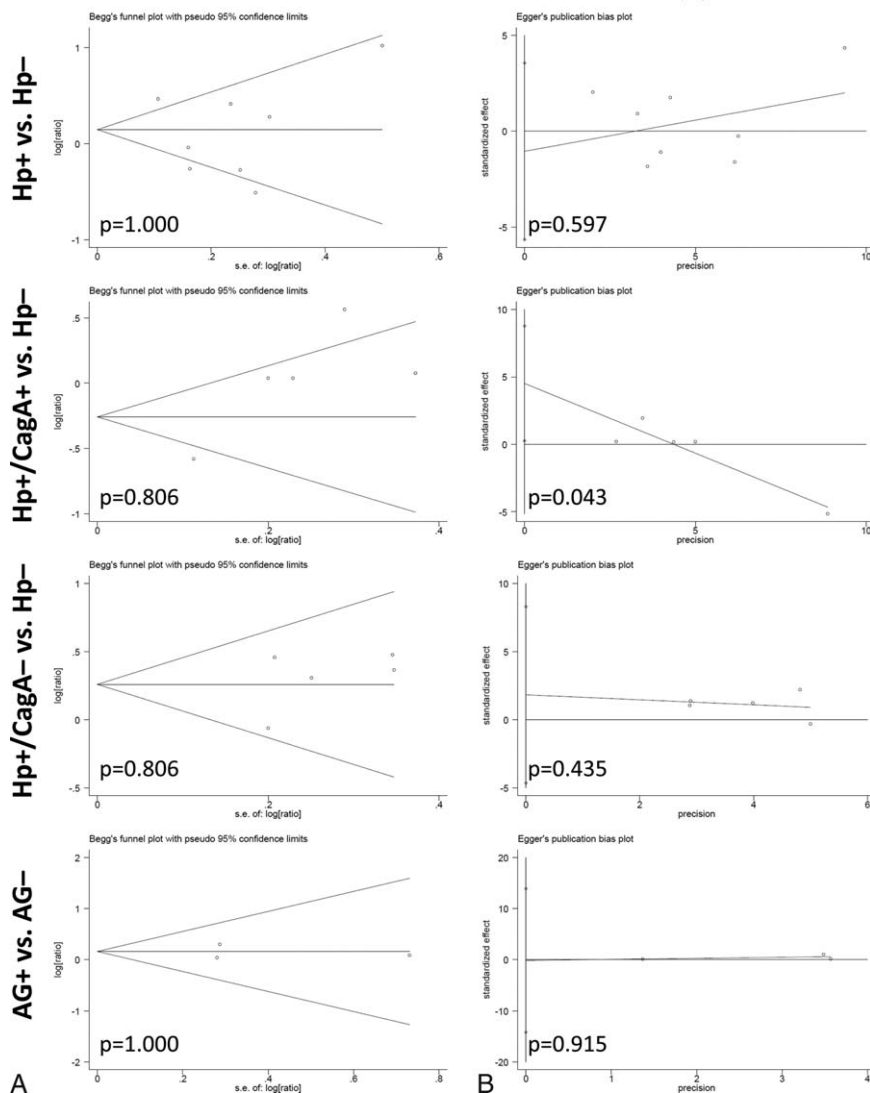 Hp+ vs. Hp–
Begg's funnel plot with pseudo 95% confidence limits
log[ratio]
1
0
-1
p=1.000
0
.2
.4
.6
s.e. of: log[ratio]
Egger's publication bias plot
standardized effect
5
0
-5
p=0.597
0
5
10
precision
Hp+/CagA+ vs. Hp–
Begg's funnel plot with pseudo 95% confidence limits
log[ratio]
.5
0
-.5
-1
p=0.806
0
.2
.4
s.e. of: log[ratio]
Egger's publication bias plot
standardized effect
10
5
0
-5
p=0.043
0
5
10
precision
Hp+/CagA– vs. Hp–
Begg's funnel plot with pseudo 95% confidence limits
log[ratio]
1
.5
0
-.5
p=0.806
0
.2
.4
s.e. of: log[ratio]
Egger's publication bias plot
standardized effect
10
5
0
-5
p=0.435
0
2
4
6
precision
AG+ vs. AG–
Begg's funnel plot with pseudo 95% confidence limits
log[ratio]
2
1
0
-1
-2
p=1.000
0
.2
.4
.6
.8
s.e. of: log[ratio]
A
Egger's publication bias plot
standardized effect
20
10
0
-10
-20
p=0.915
0
1
2
3
4
precision
B